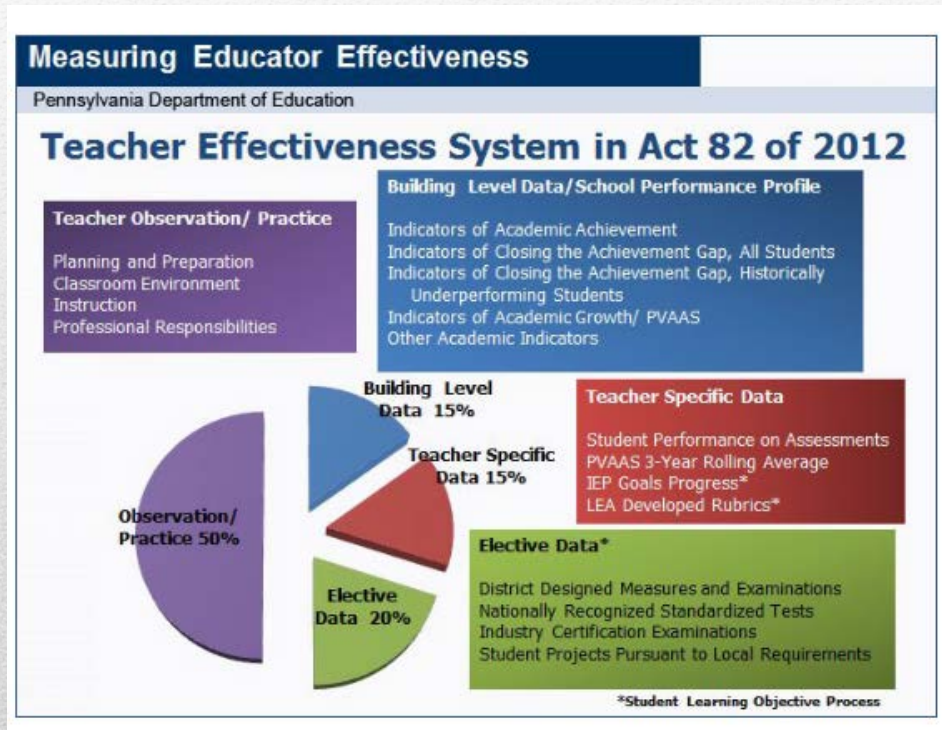 Measuring Educator Effectiveness
Pennsylvania Department of Education
Teacher Effectiveness System in Act 82 of 2012
Teacher Observation/ Practice
Planning and Preparation
Classroom Environment
Instruction
Professional Responsibilities
Building Level Data/School Performance Profile
Indicators of Academic Achievement
Indicators of Closing the Achievement Gap, All Students
Indicators of Closing the Achievement Gap, Historically
Underperforming Students
Indicators of Academic Growth/ PVAAS
Other Academic Indicators
Building Level
Data 15%
Teacher Specific
Data 15%
Observation/
Practice 50%
Elective
Data 20%
Teacher Specific Data
Student Performance on Assessments
PVAAS 3-Year Rolling Average
IEP Goals Progress*
LEA Developed Rubrics*
Elective Data*
District Designed Measures and Examinations
Nationally Recognized Standardized Tests
Industry Certification Examinations
Student Projects Pursuant to Local Requirements
*Student Learning Objective Process